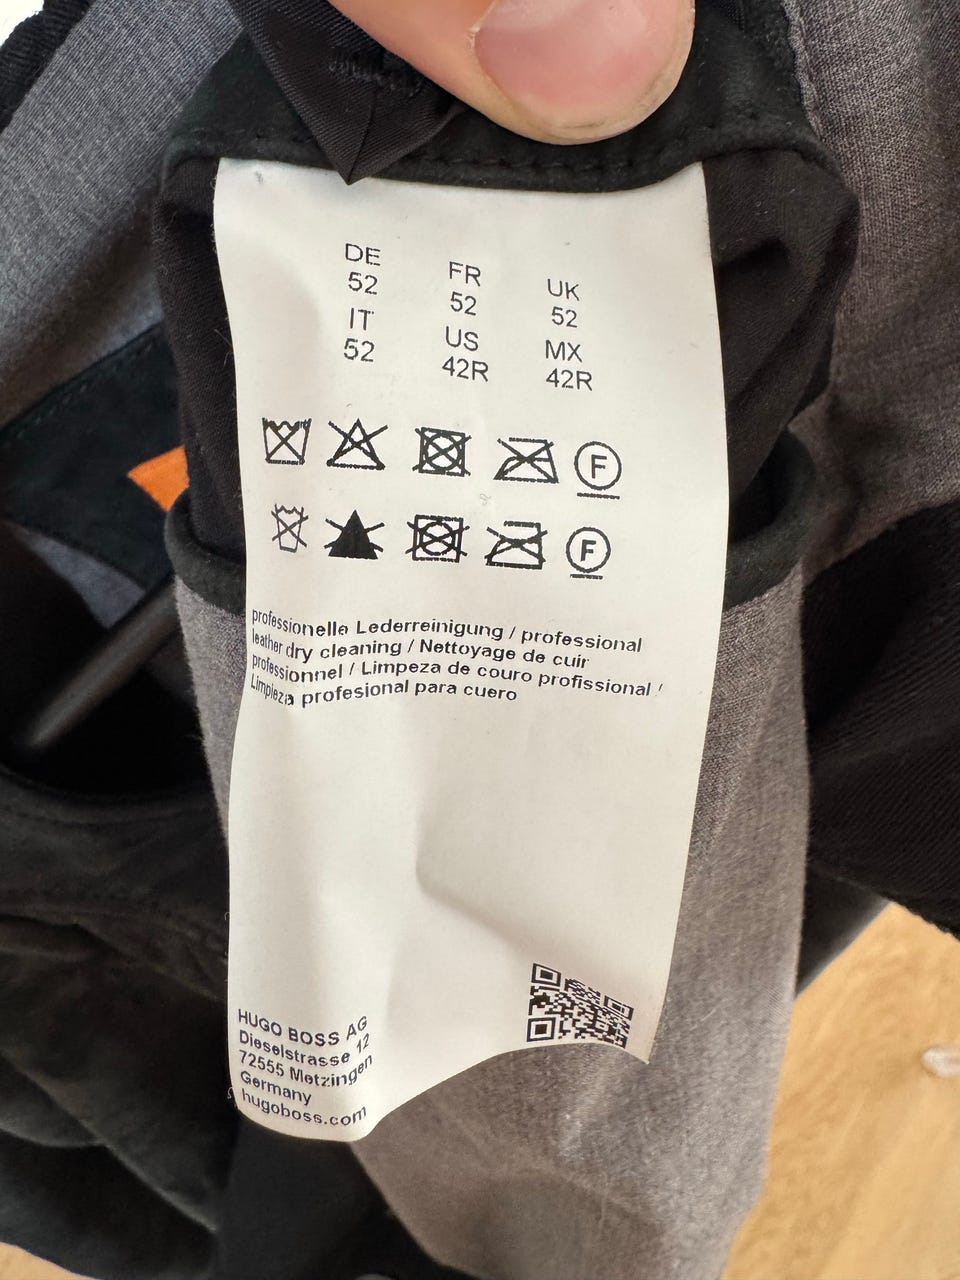 DE FR UK
52 52 52
IT US MX
52 42R 42R
F
F
professionelle Lederreinigung / professional
leather dry cleaning / Nettoyage de cuir
professionnel / Limpeza de couro profissional /
Limpieza profesional para cuero
HUGO BOSS AG
Dieselstrasse 12
72555 Metzingen
Germany
hugoboss.com